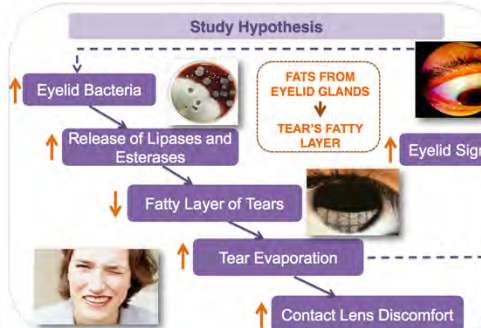 Study Hypothesis
Eyelid Bacteria
FATS FROM
EYELID GLANDS
TEAR'S FATTY
LAYER
Release of Lipases and
Esterases
Eyelid Sign
Fatty Layer of Tears
Tear Evaporation
Contact Lens Discomfort